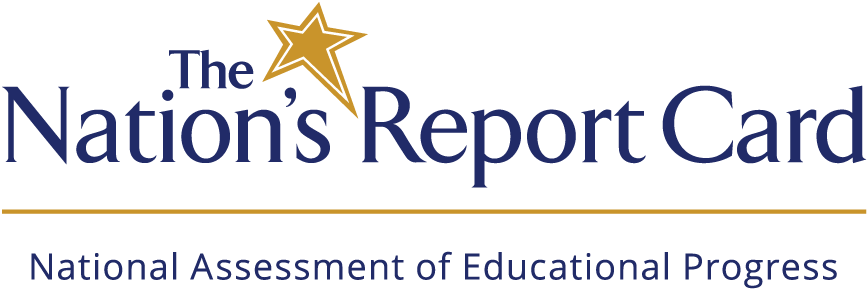 The
Nation's Report Card
National Assessment of Educational Progress